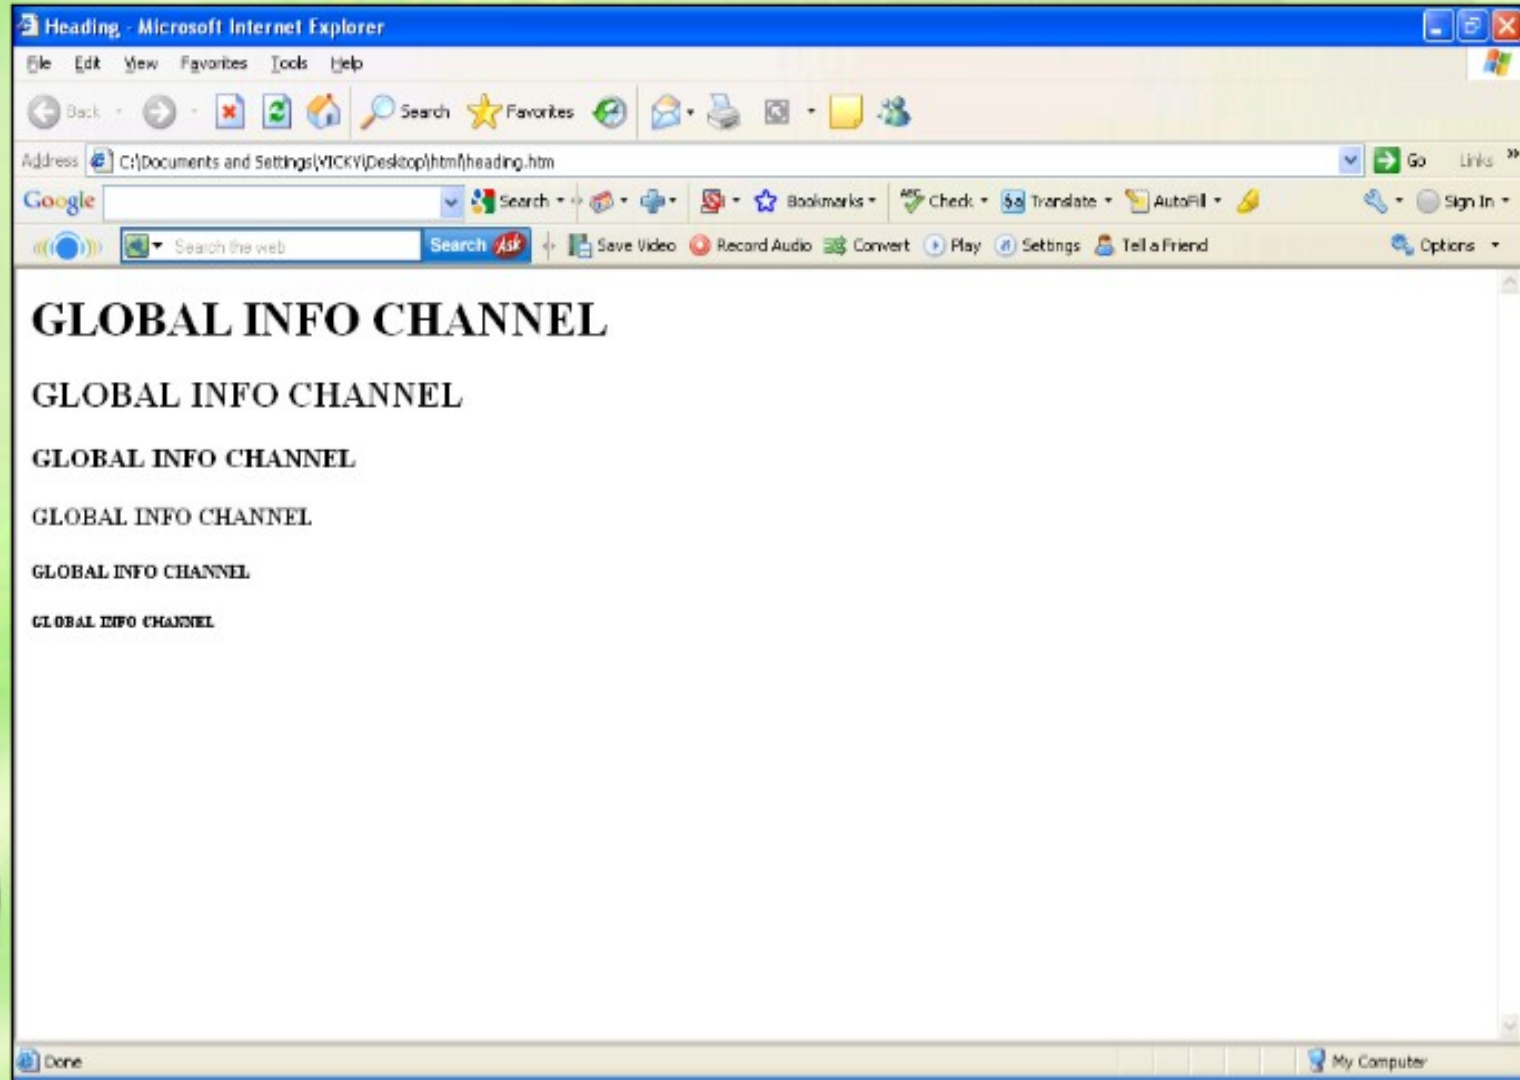 Heading - Microsoft Internet Explorer
File Edit View Favorites Tools Help
Back Search Favorites
Address C:\Documents and Settings\VICKY\Desktop\html\heading.htm Go Links »
Google Search Bookmarks ABC Check Translate AutoFill Sign In
Search the web Search Ask Save Video Record Audio Convert Play Settings Tell a Friend Options
GLOBAL INFO CHANNEL
GLOBAL INFO CHANNEL
GLOBAL INFO CHANNEL
GLOBAL INFO CHANNEL
GLOBAL INFO CHANNEL
GLOBAL INFO CHANNEL
Done My Computer